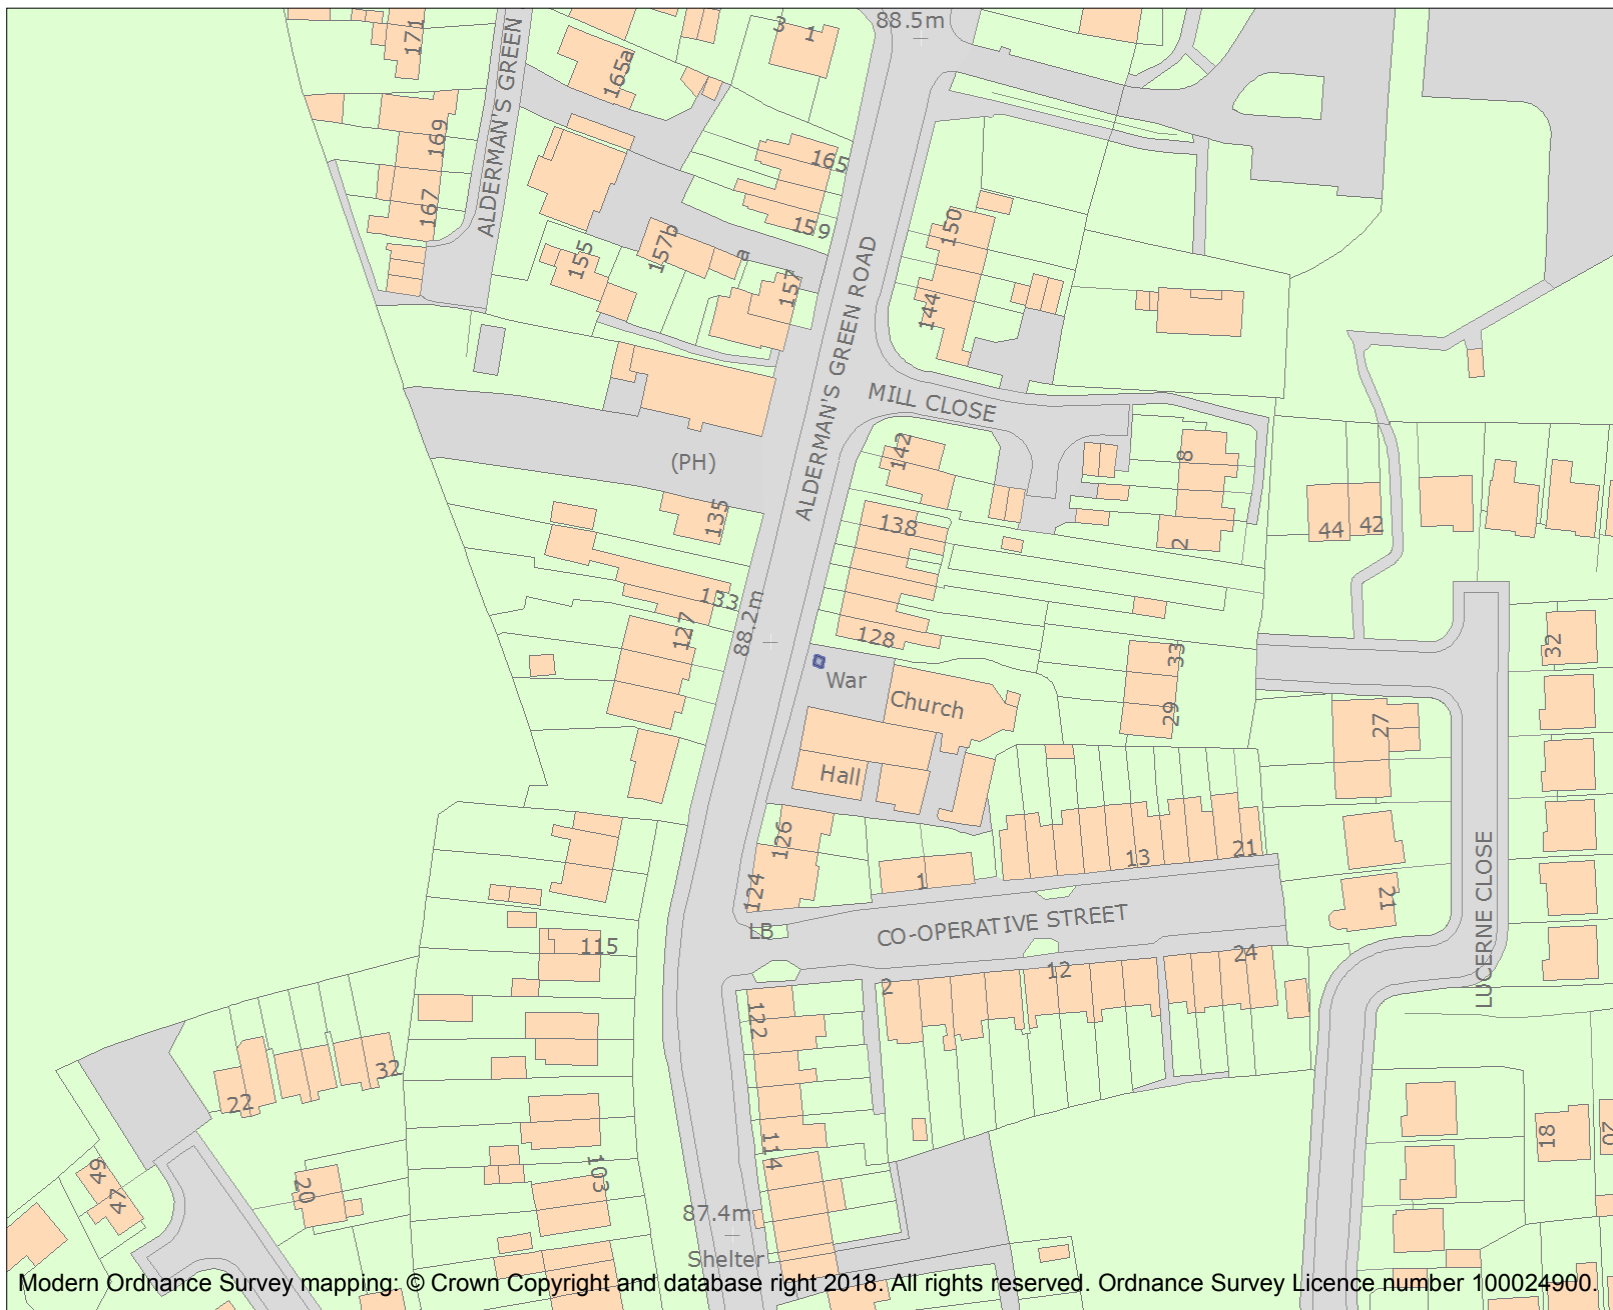 171
ALDERMAN'S GREEN
165a
3
1
88.5m
169
167
165
159
157b
a
155
157
ALDERMAN'S GREEN ROAD
150
144
MILL CLOSE
142
8
(PH)
135
138
2
44
42
133
127
88.2m
128
War
Church
33
29
32
27
Hall
126
124
1
13
21
21
LUCERNE CLOSE
LB
CO-OPERATIVE STREET
115
2
12
24
122
22
32
114
49
47
20
103
18
20
87.4m
Shelter
Modern Ordnance Survey mapping: © Crown Copyright and database right 2018. All rights reserved. Ordnance Survey Licence number 100024900.